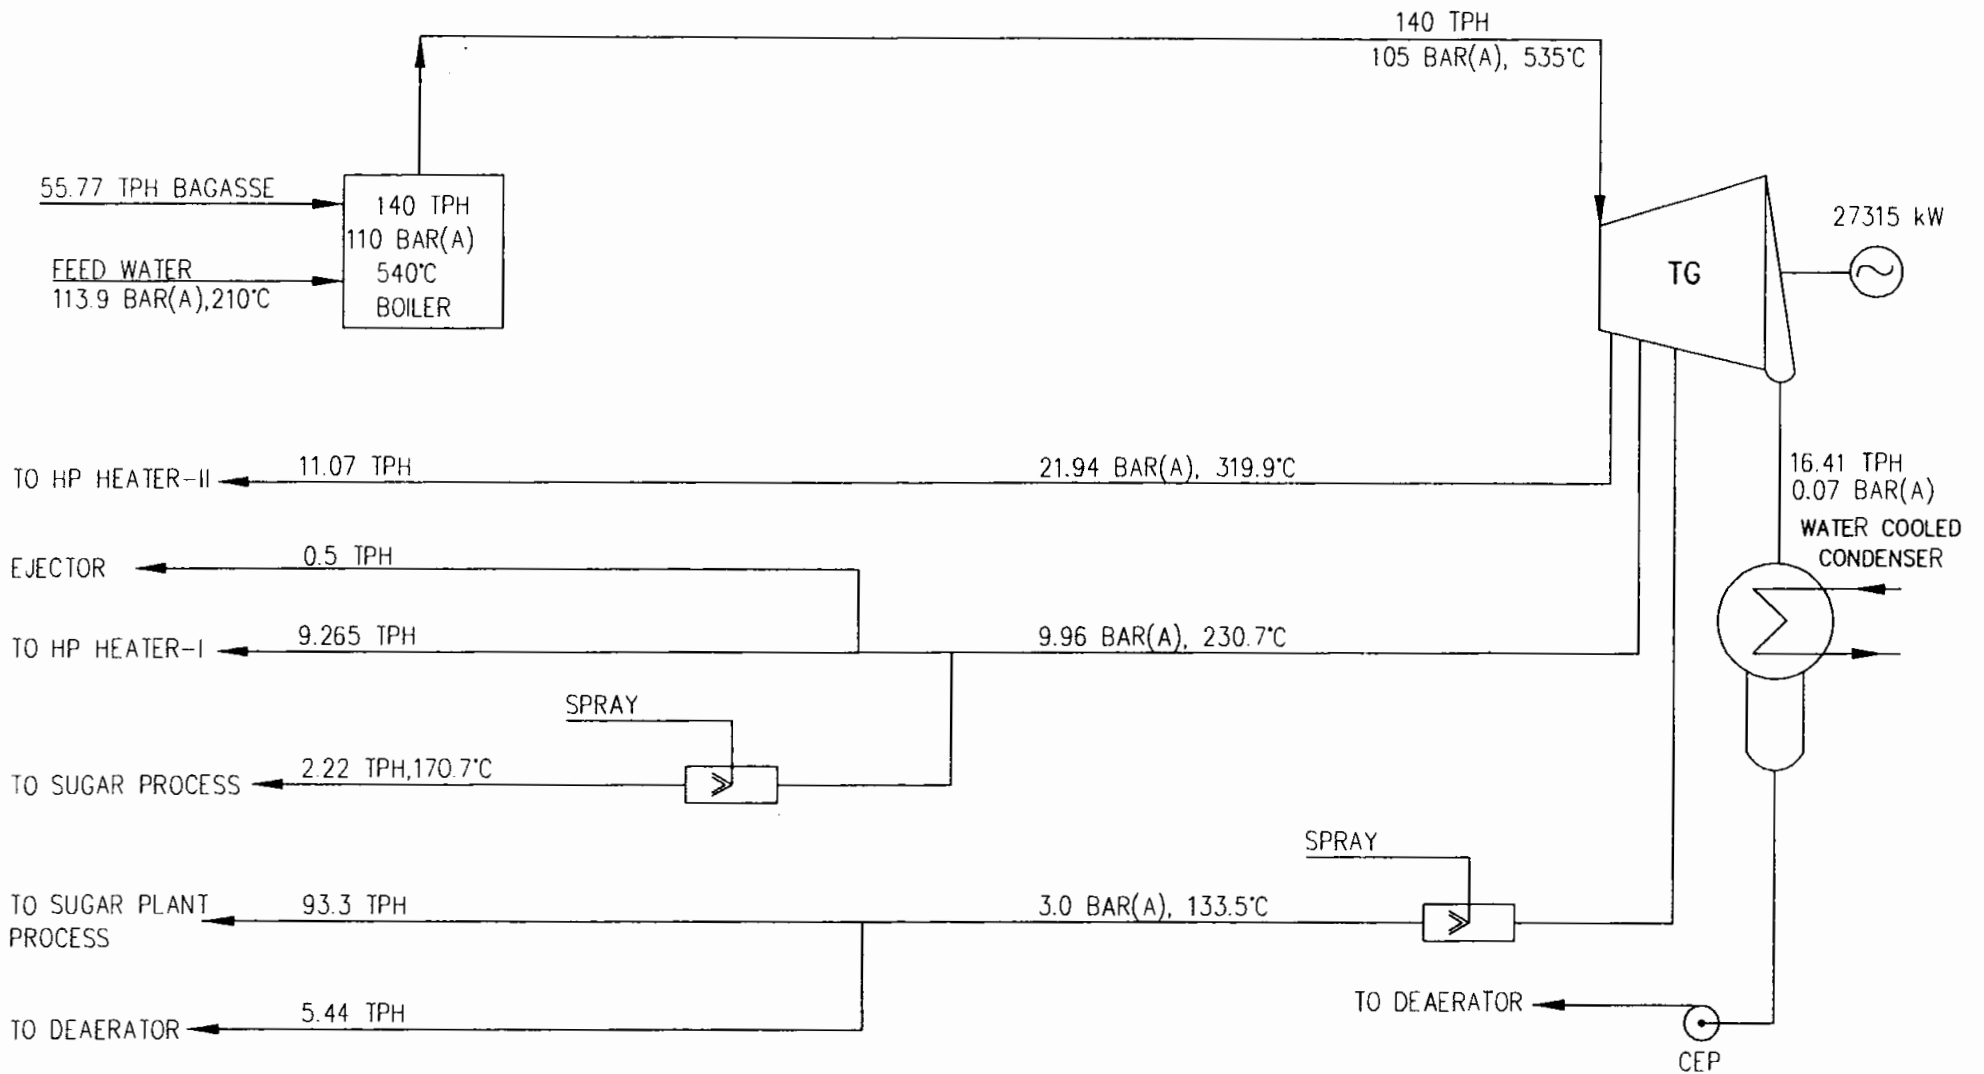 140 TPH
105 BAR(A), 535°C
55.77 TPH BAGASSE
FEED WATER
113.9 BAR(A),210°C
140 TPH
110 BAR(A)
540°C
BOILER
TG
27315 kW
TO HP HEATER-II
11.07 TPH
21.94 BAR(A), 319.9°C
16.41 TPH
0.07 BAR(A)
WATER COOLED
CONDENSER
EJECTOR
0.5 TPH
TO HP HEATER-I
9.265 TPH
9.96 BAR(A), 230.7°C
SPRAY
TO SUGAR PROCESS
2.22 TPH,170.7°C
SPRAY
TO SUGAR PLANT
PROCESS
93.3 TPH
3.0 BAR(A), 133.5°C
TO DEAERATOR
5.44 TPH
TO DEAERATOR
CEP